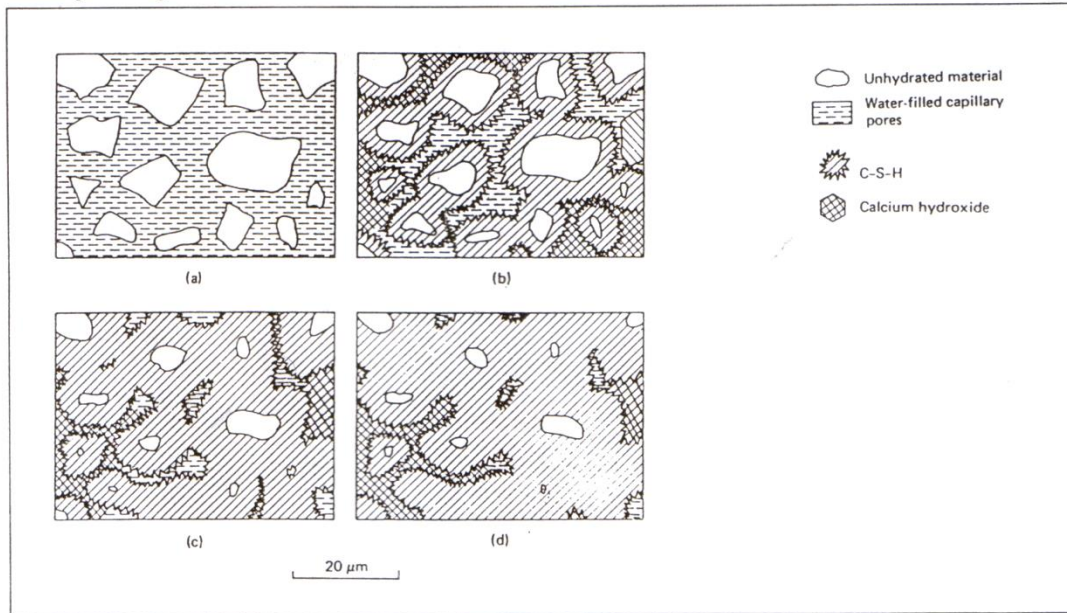 Unhydrated material
Water-filled capillary
pores
C-S-H
Calcium hydroxide
(a)
(b)
(c)
(d)
20 μm